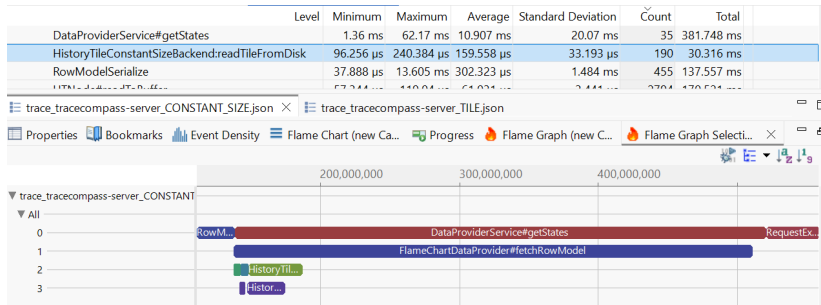 Level Minimum Maximum Average Standard Deviation Count Total
DataProviderService#getStates 1.36 ms 62.17 ms 10.907 ms 20.07 ms 35 381.748 ms
HistoryTileConstantSizeBackend:readTileFromDisk 96.256 µs 240.384 µs 159.558 µs 33.193 µs 190 30.316 ms
RowModelSerialize 37.888 µs 13.605 ms 302.323 µs 1.484 ms 455 137.557 ms
trace_tracecompass-server_CONSTANT_SIZE.json trace_tracecompass-server_TILE.json
Properties Bookmarks Event Density Flame Chart (new Ca... Progress Flame Graph (new C... Flame Graph Selecti...
200,000,000 300,000,000 400,000,000
trace_tracecompass-server_CONSTANT
All
0 RowM... DataProviderService#getStates RequestEx...
1 FlameChartDataProvider#fetchRowModel
2 HistoryTil...
3 Histor...